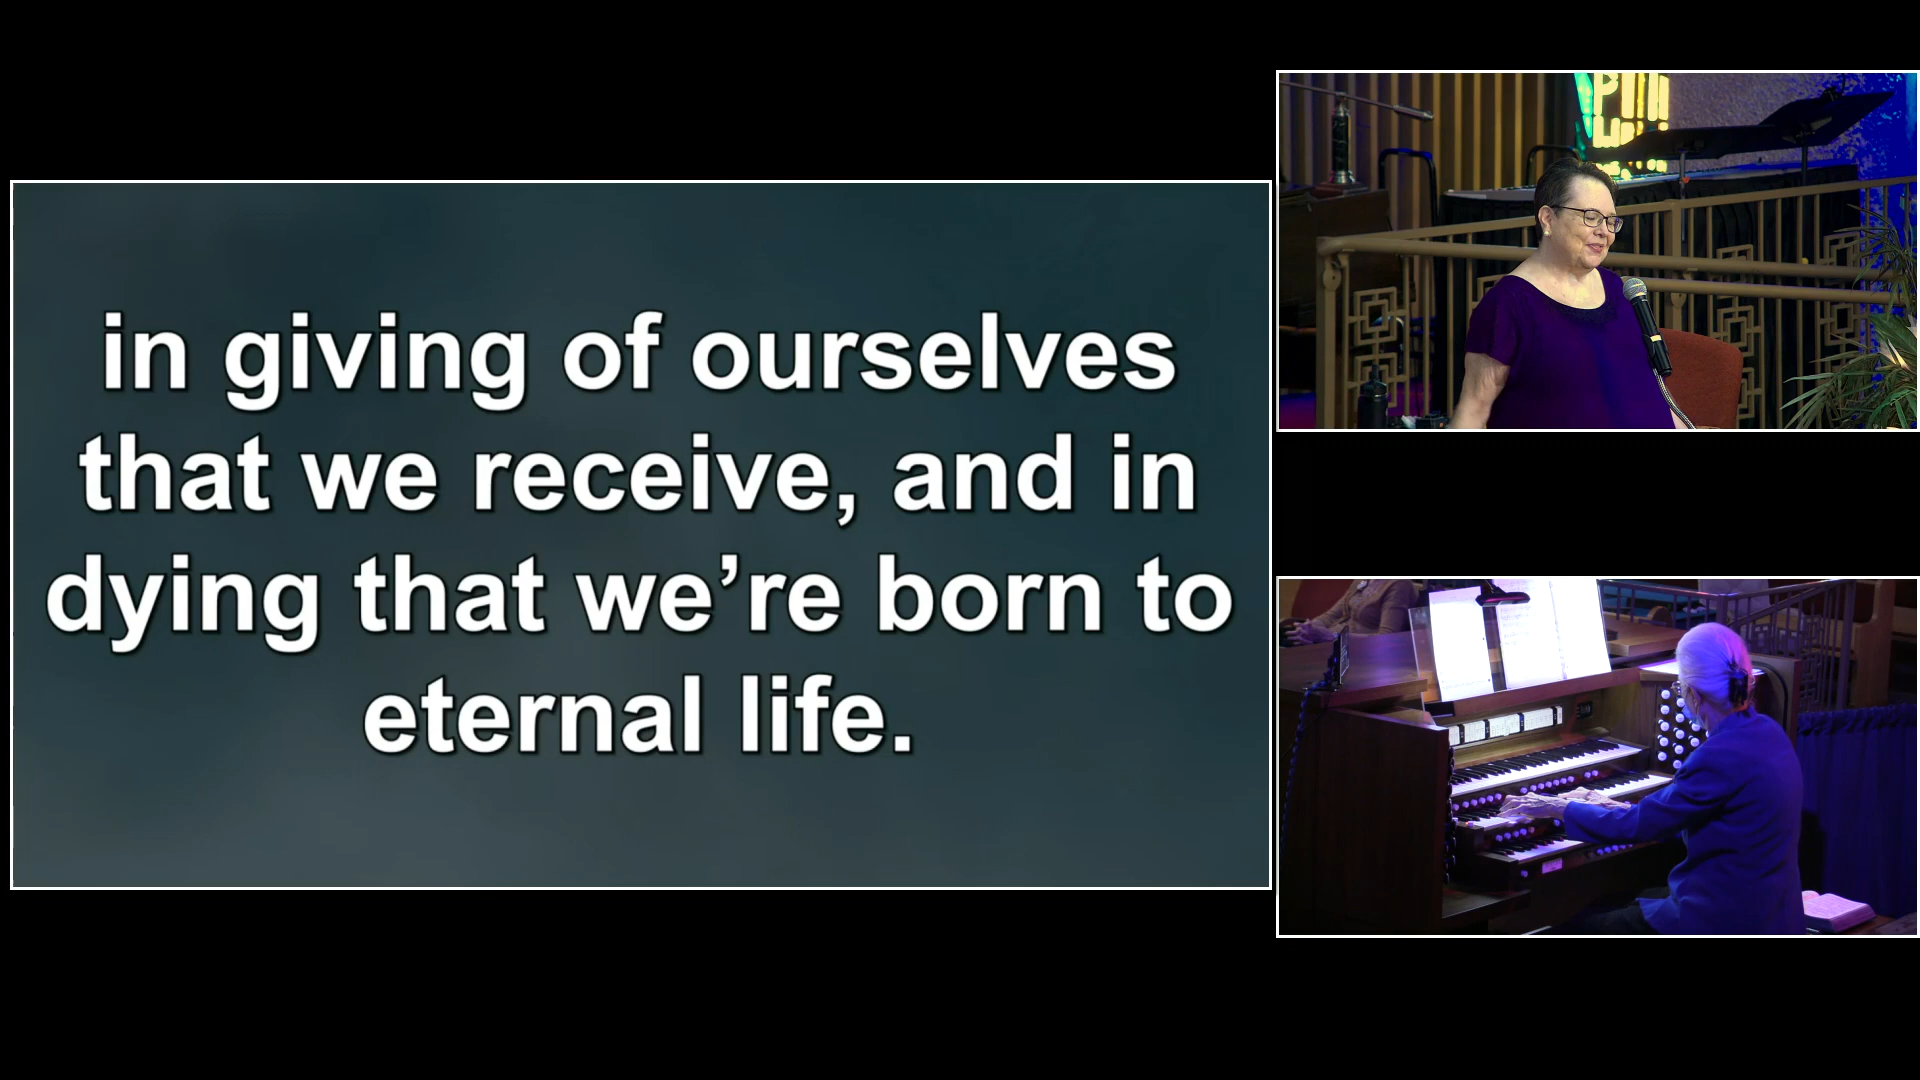 in giving of ourselves
that we receive, and in
dying that we’re born to
eternal life.